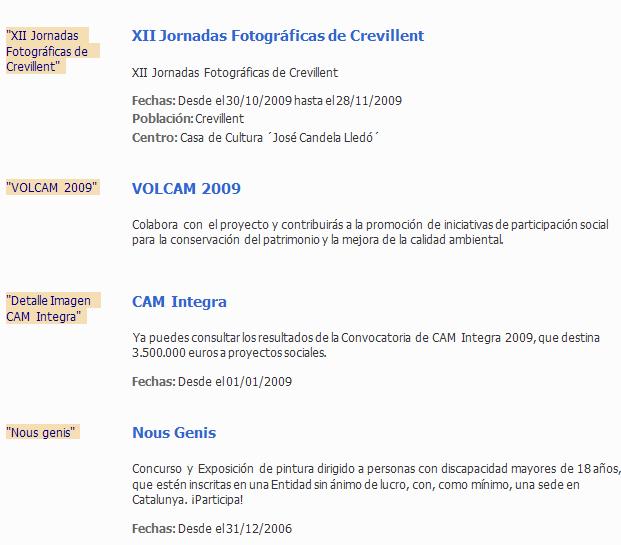 "XII Jornadas
Fotográficas de
Crevillent"
XII Jornadas Fotográficas de Crevillent
XII Jornadas Fotográficas de Crevillent
Fechas: Desde el 30/10/2009 hasta el 28/11/2009
Población: Crevillent
Centro: Casa de Cultura ´José Candela Lledó´
"VOLCAM 2009"
VOLCAM 2009
Colabora con el proyecto y contribuirás a la promoción de iniciativas de participación social
para la conservación del patrimonio y la mejora de la calidad ambiental.
"Detalle Imagen
CAM Integra"
CAM Integra
Ya puedes consultar los resultados de la Convocatoria de CAM Integra 2009, que destina
3.500.000 euros a proyectos sociales.
Fechas: Desde el 01/01/2009
"Nous genis"
Nous Genis
Concurso y Exposición de pintura dirigido a personas con discapacidad mayores de 18 años,
que estén inscritas en una Entidad sin ánimo de lucro, con, como mínimo, una sede en
Catalunya. ¡Participa!
Fechas: Desde el 31/12/2006